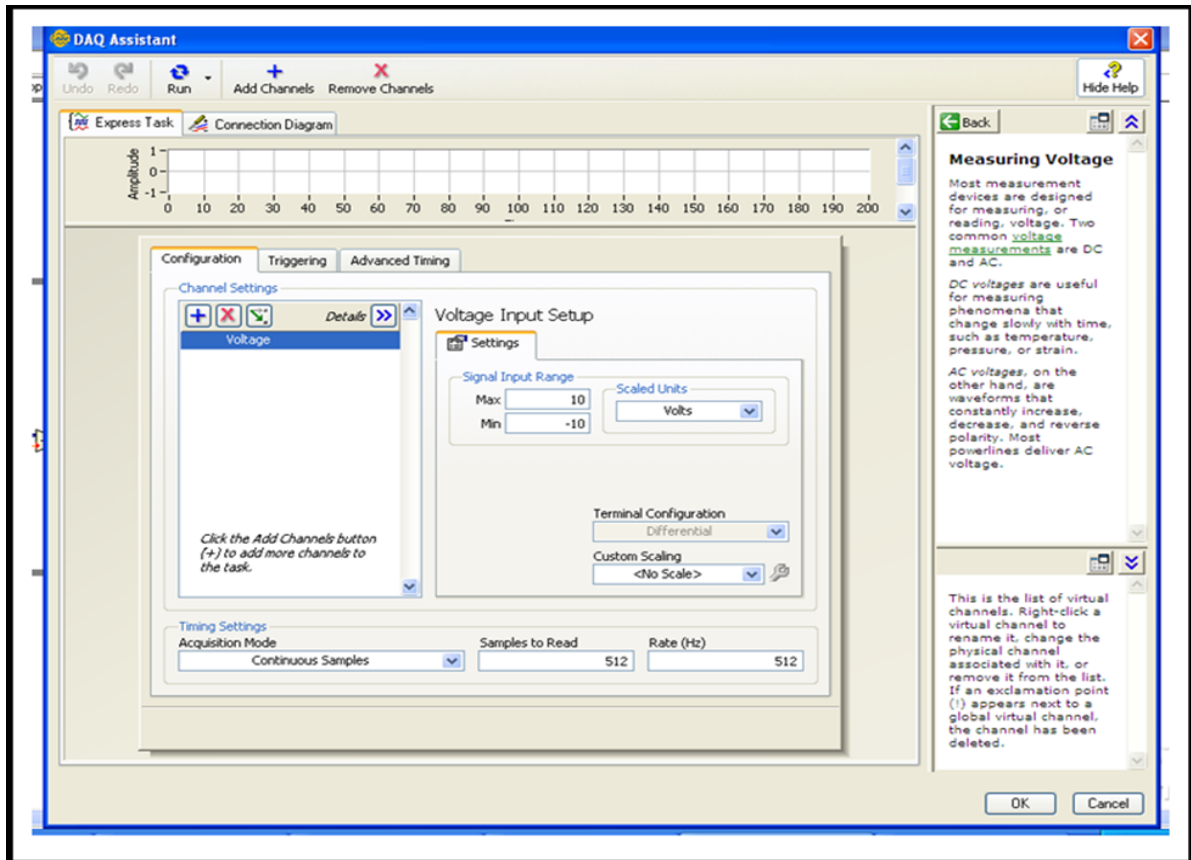 DAQ Assistant
Undo Redo Run Add Channels Remove Channels Hide Help
Express Task Connection Diagram
Amplitude
1
0
-1
0 10 20 30 40 50 60 70 80 90 100 110 120 130 140 150 160 170 180 190 200
Configuration Triggering Advanced Timing
Channel Settings
Details
Voltage
Click the Add Channels button
(+) to add more channels to
the task.
Voltage Input Setup
Settings
Signal Input Range
Max 10
Min -10
Scaled Units
Volts
Terminal Configuration
Differential
Custom Scaling
<No Scale>
Timing Settings
Acquisition Mode Samples to Read Rate (Hz)
Continuous Samples 512 512
Back
Measuring Voltage
Most measurement
devices are designed
for measuring, or
reading, voltage. Two
common voltage
measurements are DC
and AC.
DC voltages are useful
for measuring
phenomena that
change slowly with time,
such as temperature,
pressure, or strain.
AC voltages, on the
other hand, are
waveforms that
constantly increase,
decrease, and reverse
polarity. Most
powerlines deliver AC
voltage.
This is the list of virtual
channels. Right-click a
virtual channel to
rename it, change the
physical channel
associated with it, or
remove it from the list.
If an exclamation point
(!) appears next to a
global virtual channel,
the channel has been
deleted.
OK Cancel